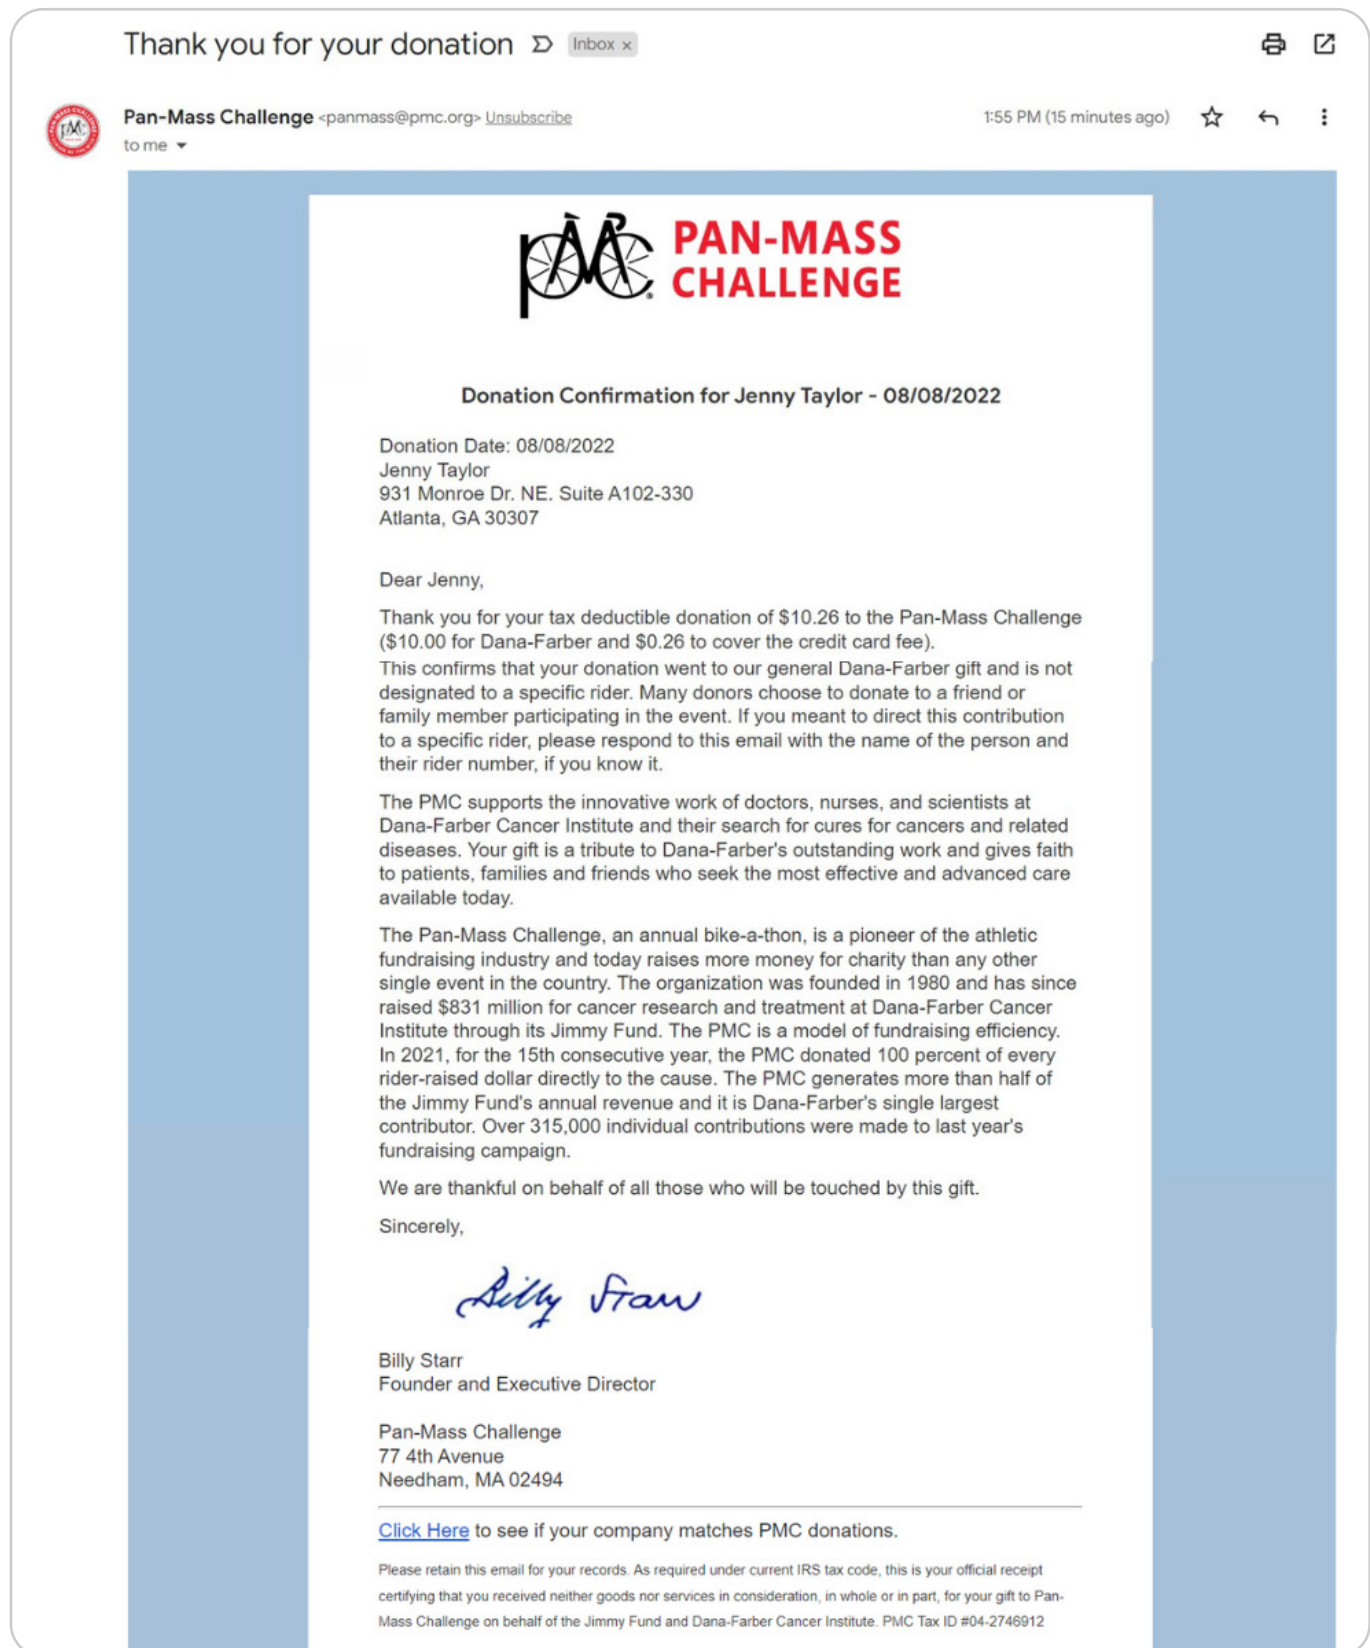 Thank you for your donation Inbox ×
Pan-Mass Challenge <panmass@pmc.org> Unsubscribe 1:55 PM (15 minutes ago)
to me
pMc PAN-MASS
CHALLENGE
Donation Confirmation for Jenny Taylor - 08/08/2022
Donation Date: 08/08/2022
Jenny Taylor
931 Monroe Dr. NE. Suite A102-330
Atlanta, GA 30307
Dear Jenny,
Thank you for your tax deductible donation of $10.26 to the Pan-Mass Challenge
($10.00 for Dana-Farber and $0.26 to cover the credit card fee).
This confirms that your donation went to our general Dana-Farber gift and is not
designated to a specific rider. Many donors choose to donate to a friend or
family member participating in the event. If you meant to direct this contribution
to a specific rider, please respond to this email with the name of the person and
their rider number, if you know it.
The PMC supports the innovative work of doctors, nurses, and scientists at
Dana-Farber Cancer Institute and their search for cures for cancers and related
diseases. Your gift is a tribute to Dana-Farber's outstanding work and gives faith
to patients, families and friends who seek the most effective and advanced care
available today.
The Pan-Mass Challenge, an annual bike-a-thon, is a pioneer of the athletic
fundraising industry and today raises more money for charity than any other
single event in the country. The organization was founded in 1980 and has since
raised $831 million for cancer research and treatment at Dana-Farber Cancer
Institute through its Jimmy Fund. The PMC is a model of fundraising efficiency.
In 2021, for the 15th consecutive year, the PMC donated 100 percent of every
rider-raised dollar directly to the cause. The PMC generates more than half of
the Jimmy Fund's annual revenue and it is Dana-Farber's single largest
contributor. Over 315,000 individual contributions were made to last year's
fundraising campaign.
We are thankful on behalf of all those who will be touched by this gift.
Sincerely,
Billy Starr
Billy Starr
Founder and Executive Director
Pan-Mass Challenge
77 4th Avenue
Needham, MA 02494
Click Here to see if your company matches PMC donations.
Please retain this email for your records. As required under current IRS tax code, this is your official receipt
certifying that you received neither goods nor services in consideration, in whole or in part, for your gift to Pan-
Mass Challenge on behalf of the Jimmy Fund and Dana-Farber Cancer Institute. PMC Tax ID #04-2746912